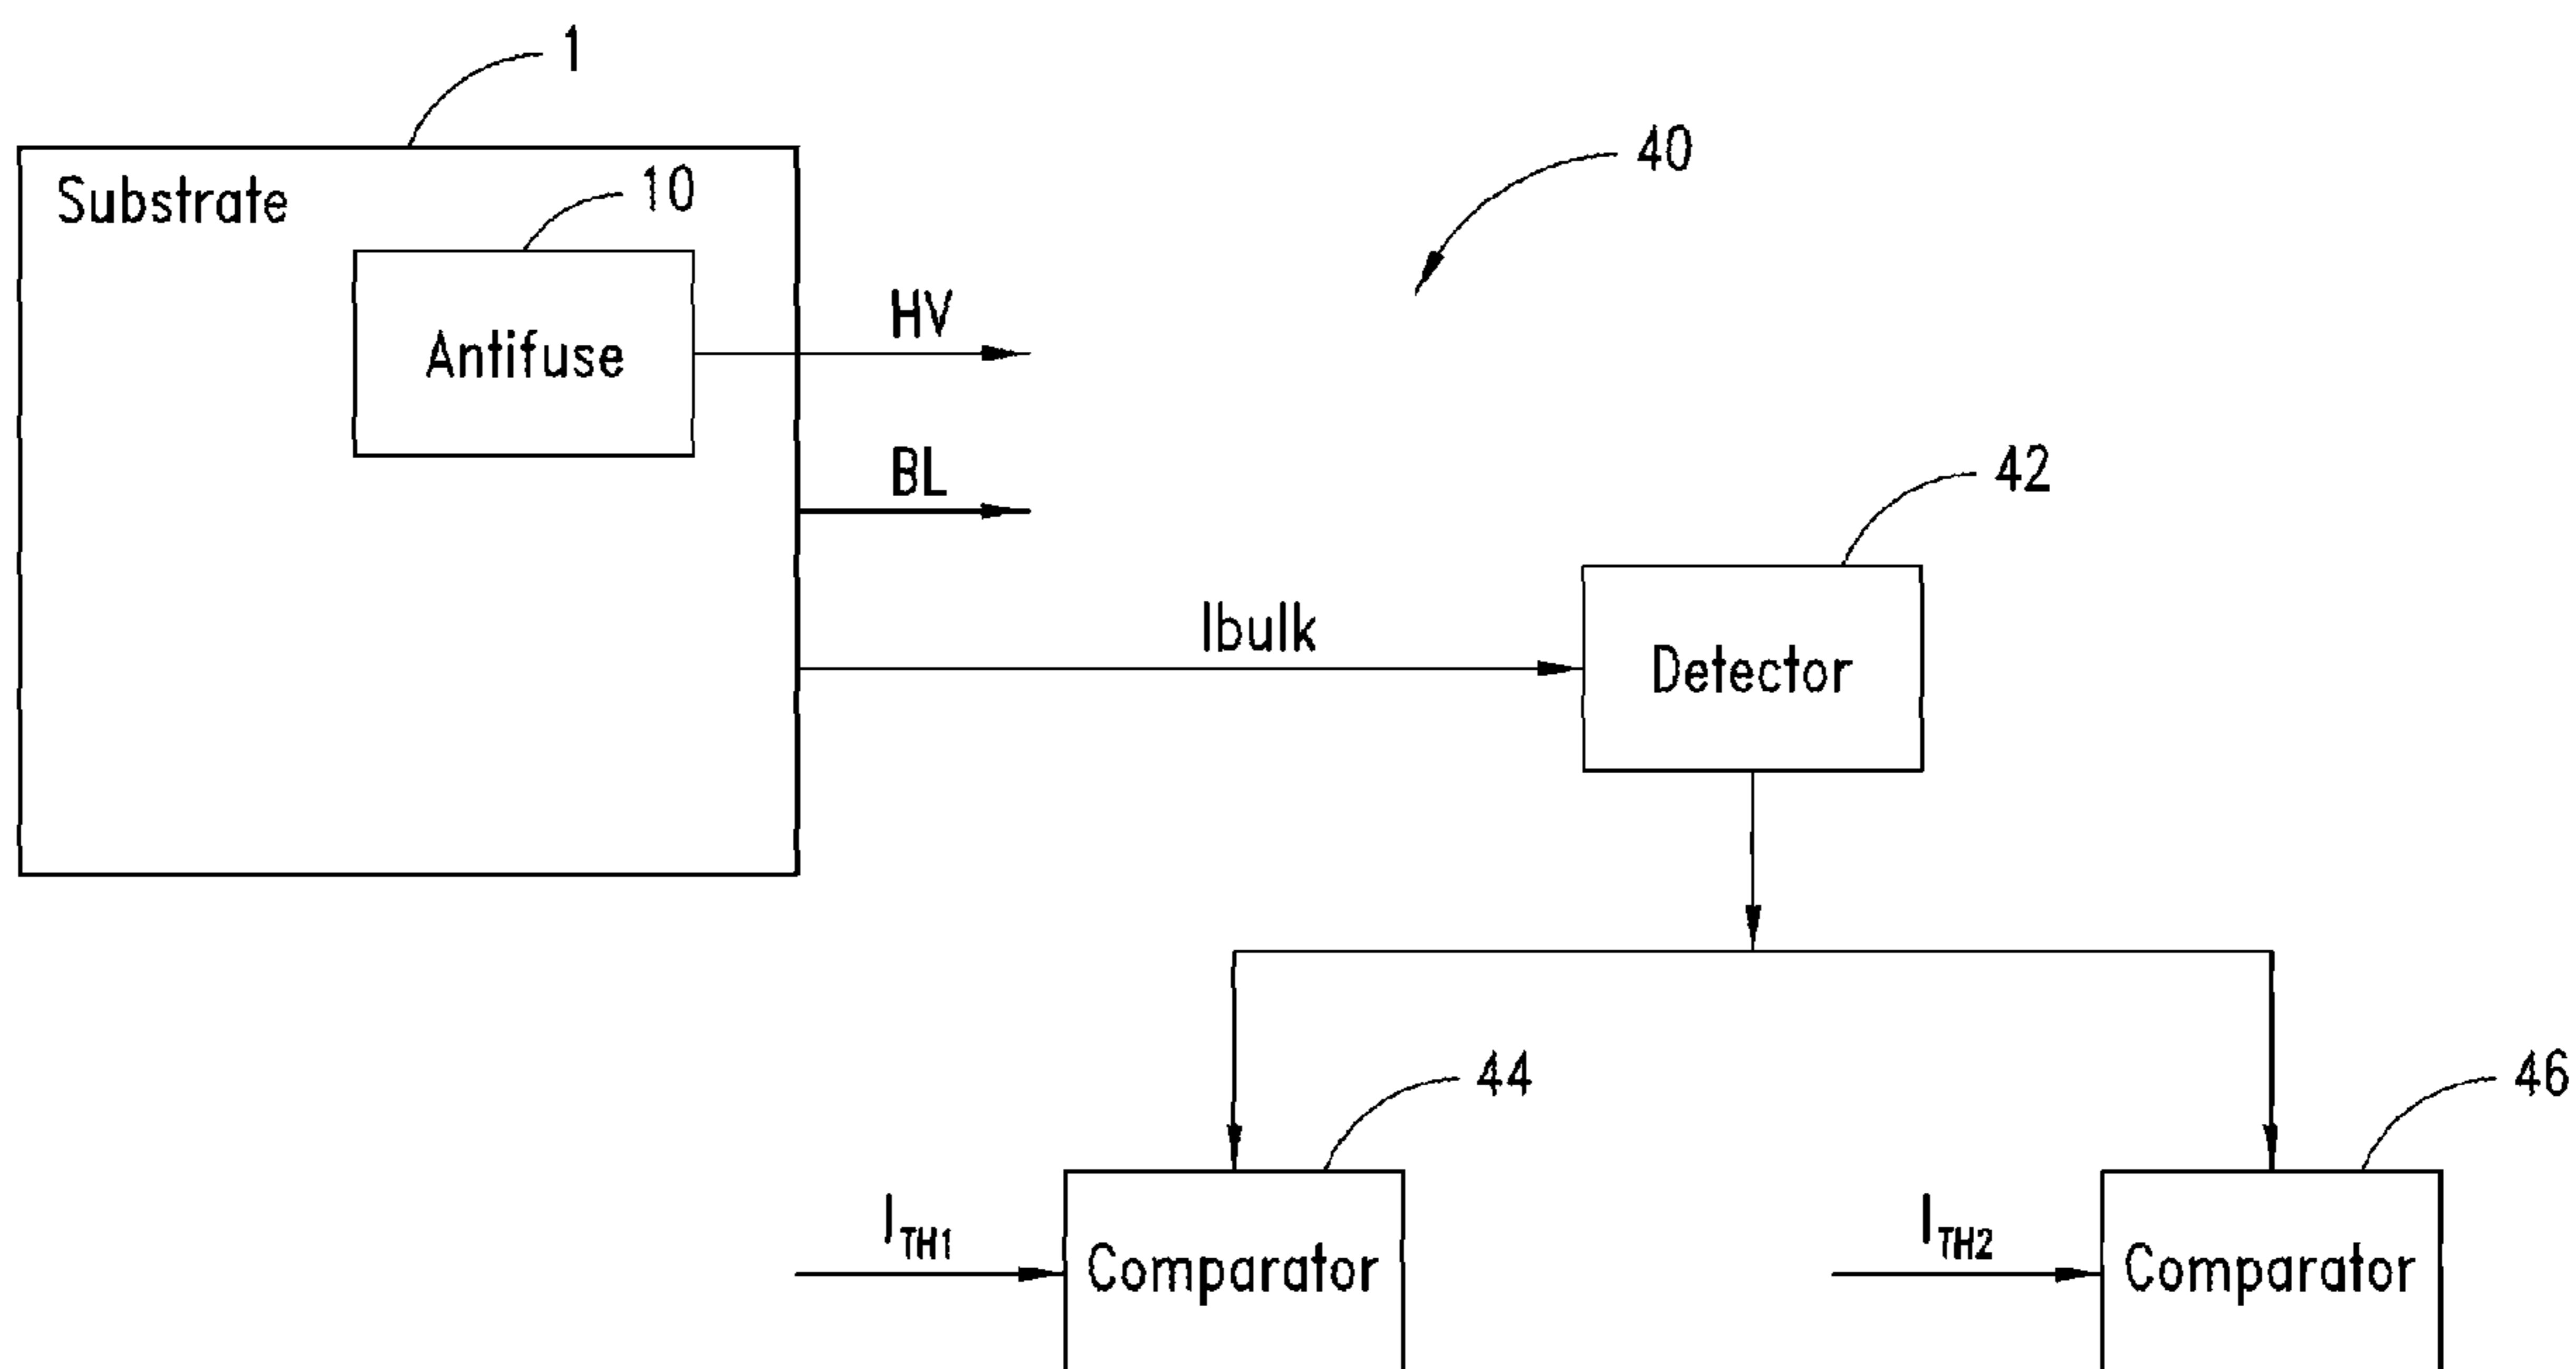 1
Substrate
10
40
Antifuse
HV
BL
42
Ibulk
Detector
44
46
I_TH1
I_TH2
Comparator
Comparator